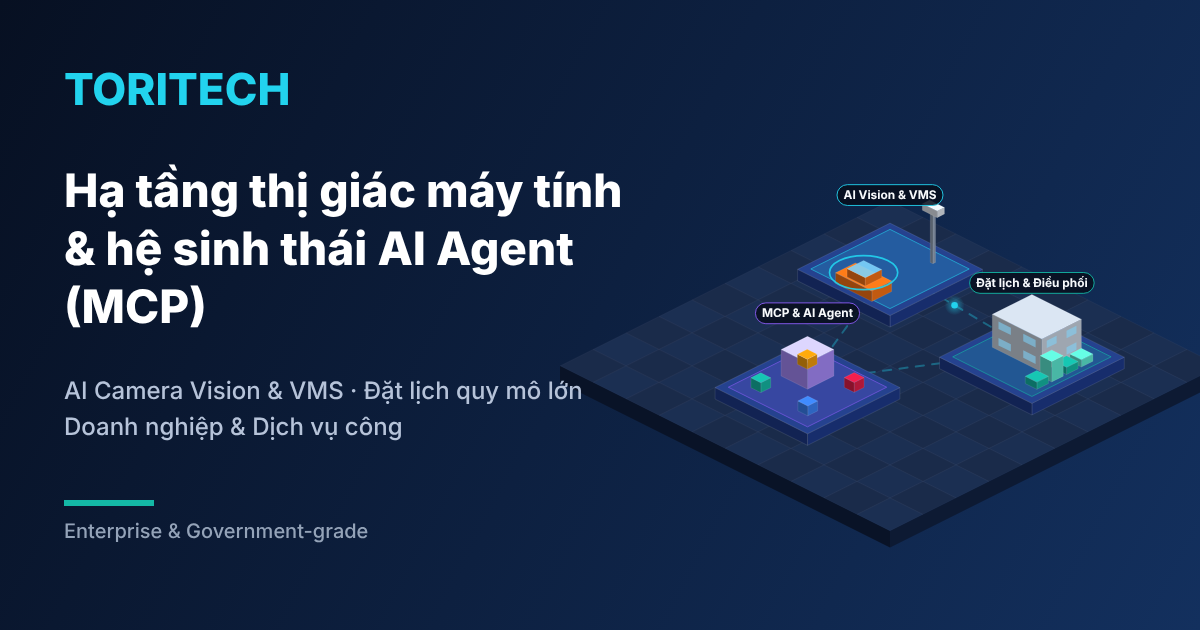 TORITECH
Hạ tầng thị giác máy tính
& hệ sinh thái AI Agent
(MCP)
AI Camera Vision & VMS · Đặt lịch quy mô lớn
Doanh nghiệp & Dịch vụ công
Enterprise & Government-grade
AI Vision & VMS
Đặt lịch & Điều phối
MCP & AI Agent